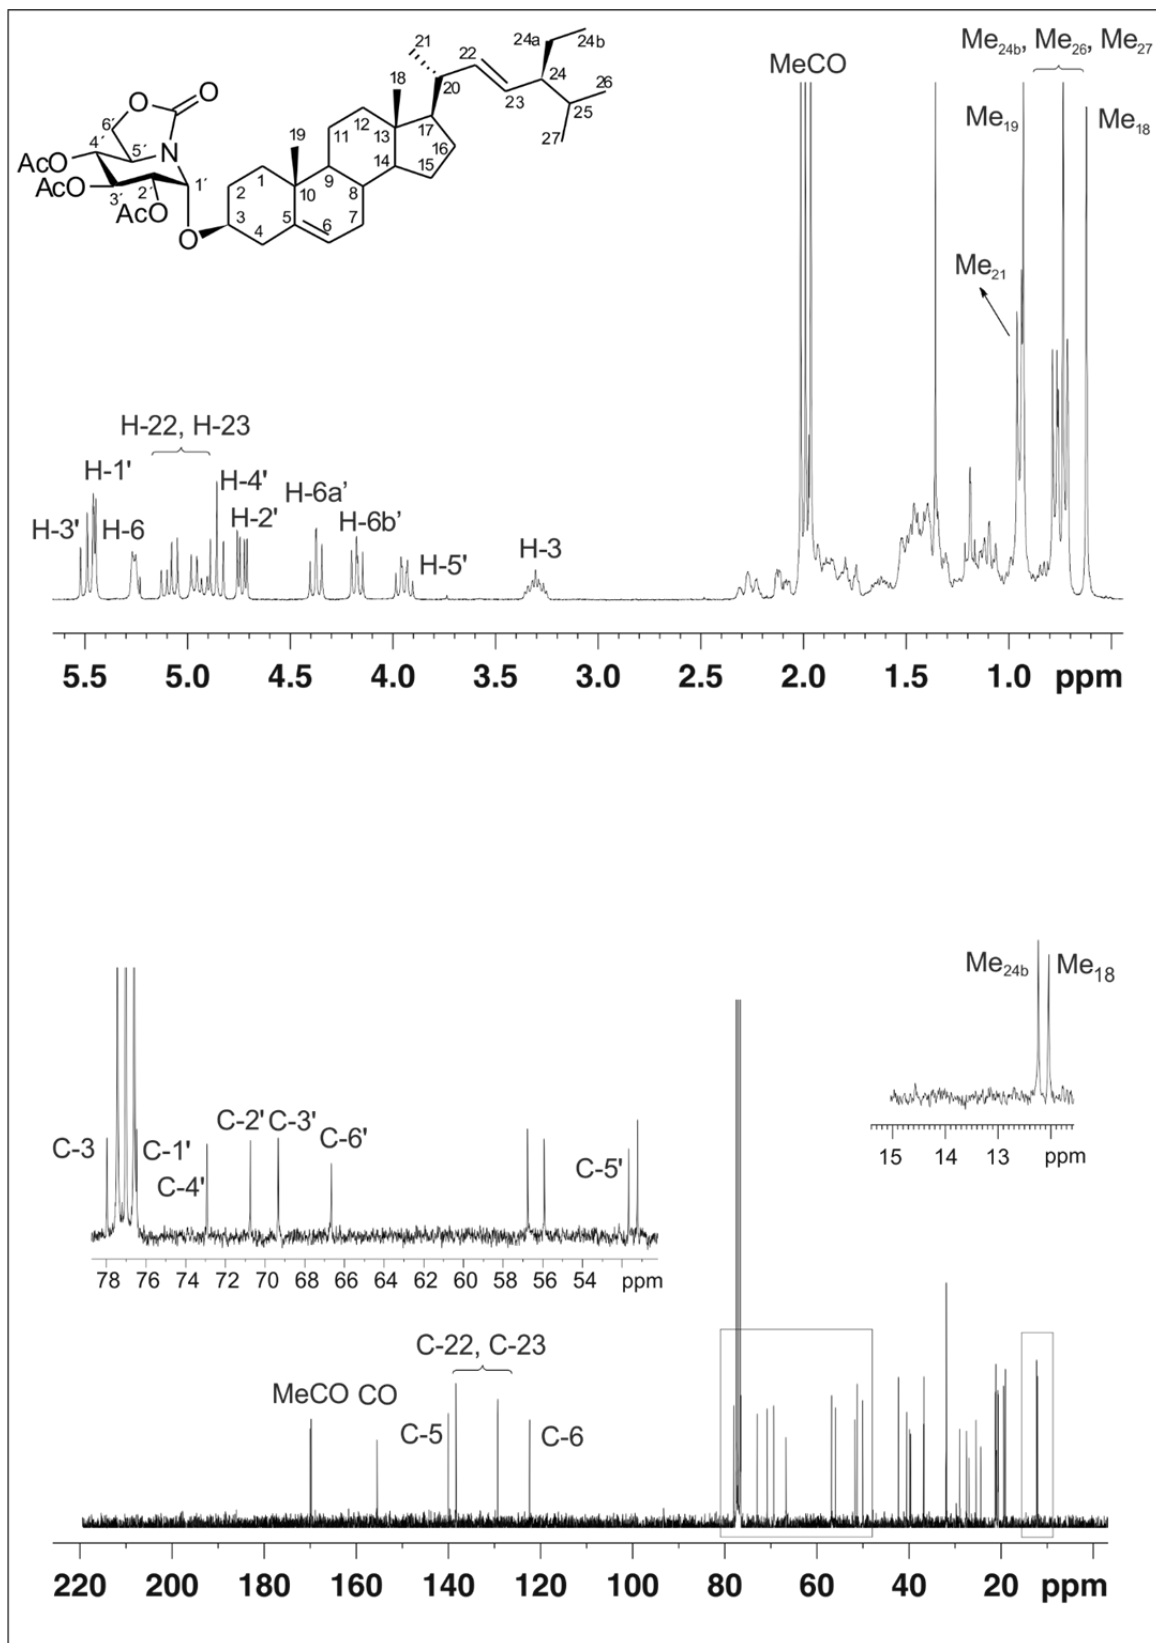 21
24a
24b
22
18
20
24
26
23
25
27
12
17
11
13
16
19
14
15
1
9
2
10
8
3
5
7
4
6
O
O
6′
N
4′
5′
AcO
AcO
3′
2′
1′
AcO
O
MeCO
Me24b, Me26, Me27
Me19
Me18
Me21
H-22, H-23
H-1'
H-4'
H-3'
H-6
H-2'
H-6a’
H-6b’
H-5'
H-3
5.5 5.0 4.5 4.0 3.5 3.0 2.5 2.0 1.5 1.0 ppm
Me24b
Me18
15 14 13 ppm
C-3
C-1'
C-4'
C-2'
C-3'
C-6'
C-5'
78 76 74 72 70 68 66 64 62 60 58 56 54 ppm
C-22, C-23
MeCO CO
C-5
C-6
220 200 180 160 140 120 100 80 60 40 20 ppm